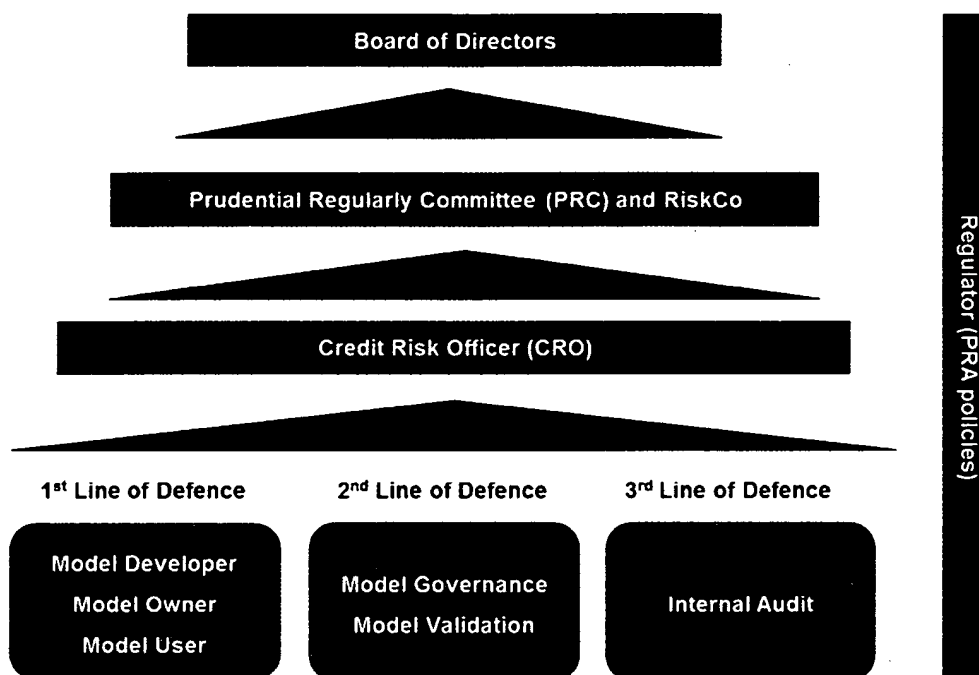 Board of Directors
Prudential Regularly Committee (PRC) and RiskCo
Credit Risk Officer (CRO)
1st Line of Defence
2nd Line of Defence
3rd Line of Defence
Model Developer
Model Owner
Model User
Model Governance
Model Validation
Internal Audit
Regulator (PRA policies)